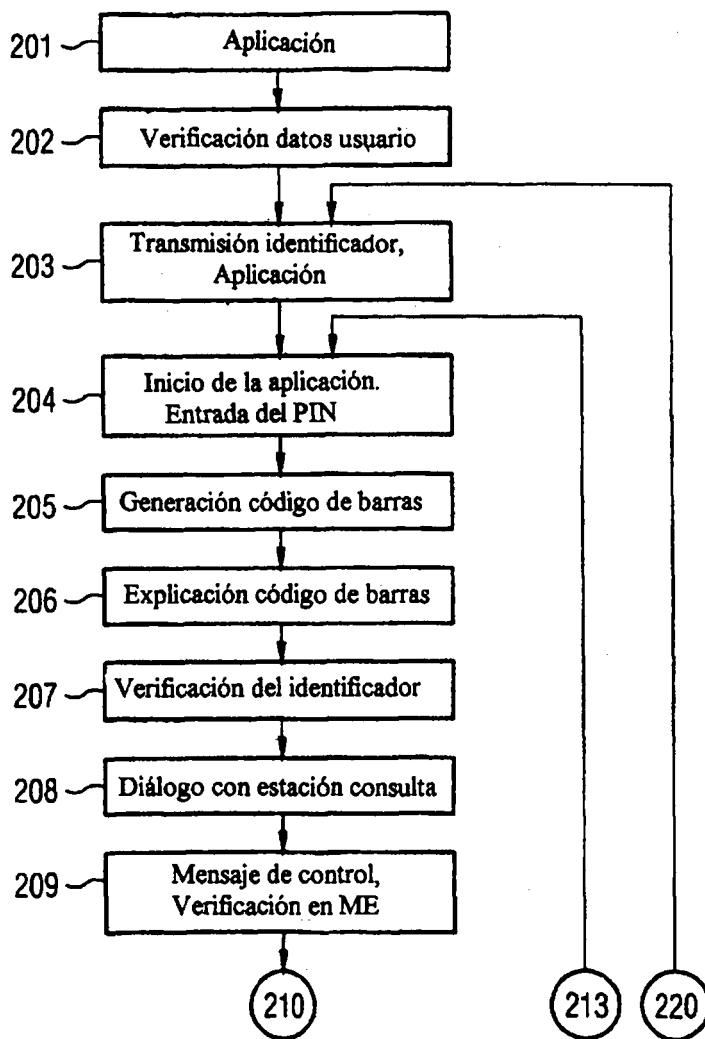 201
Aplicación
202
Verificación datos usuario
203
Transmisión identificador,
Aplicación
204
Inicio de la aplicación.
Entrada del PIN
205
Generación código de barras
206
Explicación código de barras
207
Verificación del identificador
208
Diálogo con estación consulta
209
Mensaje de control,
Verificación en ME
210
213
220